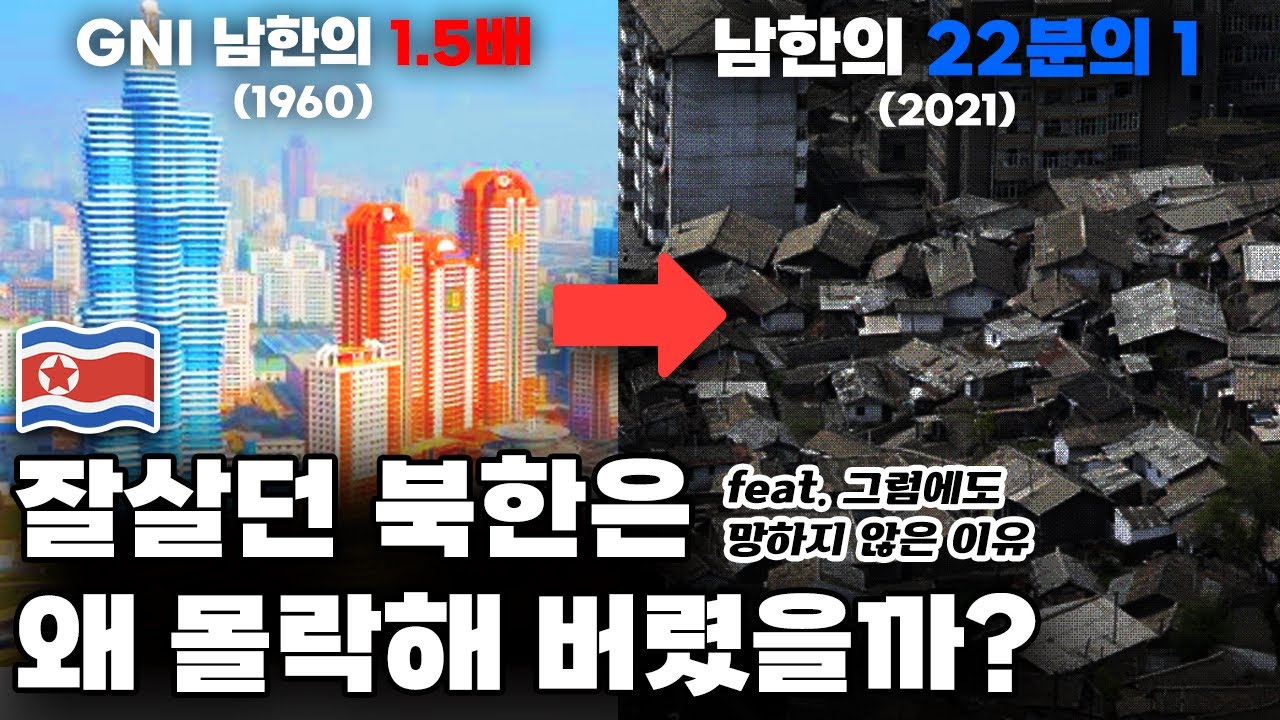 GNI 남한의 1.5배
(1960)
남한의 22분의 1
(2021)
잘살던 북한은
feat. 그럼에도
망하지 않은 이유
왜 몰락해 버렸을까?